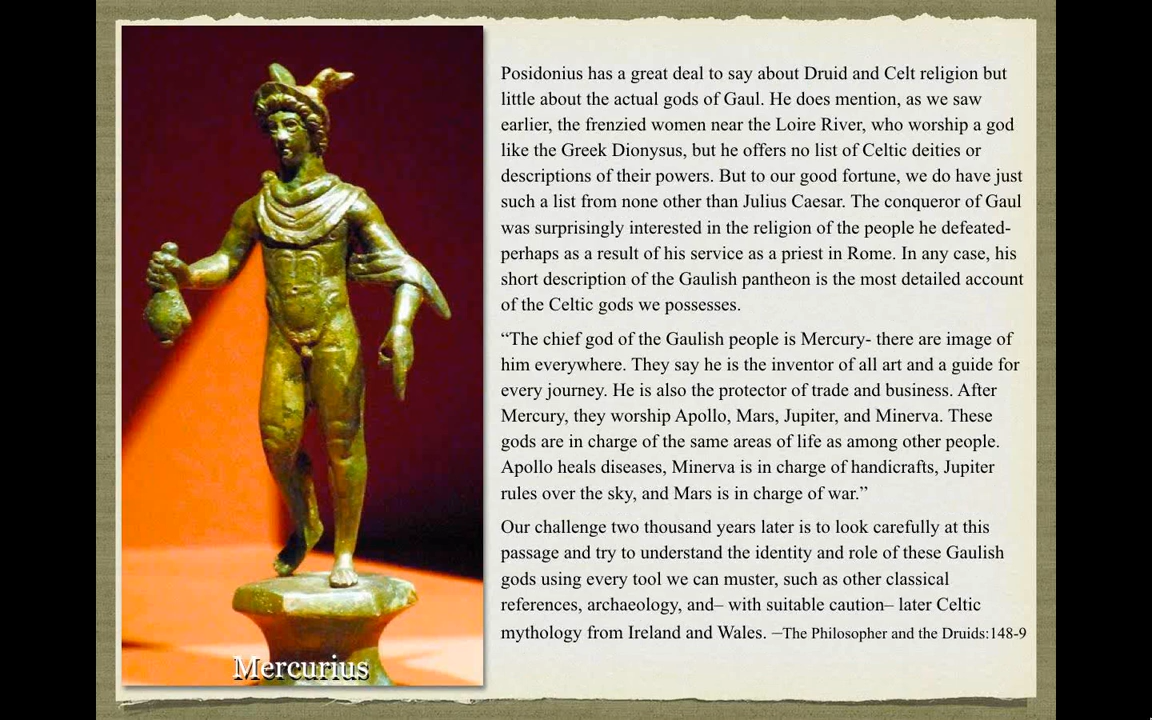 Posidonius has a great deal to say about Druid and Celt religion but
little about the actual gods of Gaul. He does mention, as we saw
earlier, the frenzied women near the Loire River, who worship a god
like the Greek Dionysus, but he offers no list of Celtic deities or
descriptions of their powers. But to our good fortune, we do have just
such a list from none other than Julius Caesar. The conqueror of Gaul
was surprisingly interested in the religion of the people he defeated-
perhaps as a result of his service as a priest in Rome. In any case, his
short description of the Gaulish pantheon is the most detailed account
of the Celtic gods we possesses.
“The chief god of the Gaulish people is Mercury- there are image of
him everywhere. They say he is the inventor of all art and a guide for
every journey. He is also the protector of trade and business. After
Mercury, they worship Apollo, Mars, Jupiter, and Minerva. These
gods are in charge of the same areas of life as among other people.
Apollo heals diseases, Minerva is in charge of handicrafts, Jupiter
rules over the sky, and Mars is in charge of war.”
Our challenge two thousand years later is to look carefully at this
passage and try to understand the identity and role of these Gaulish
gods using every tool we can muster, such as other classical
references, archaeology, and– with suitable caution– later Celtic
mythology from Ireland and Wales. –The Philosopher and the Druids:148-9
Mercurius